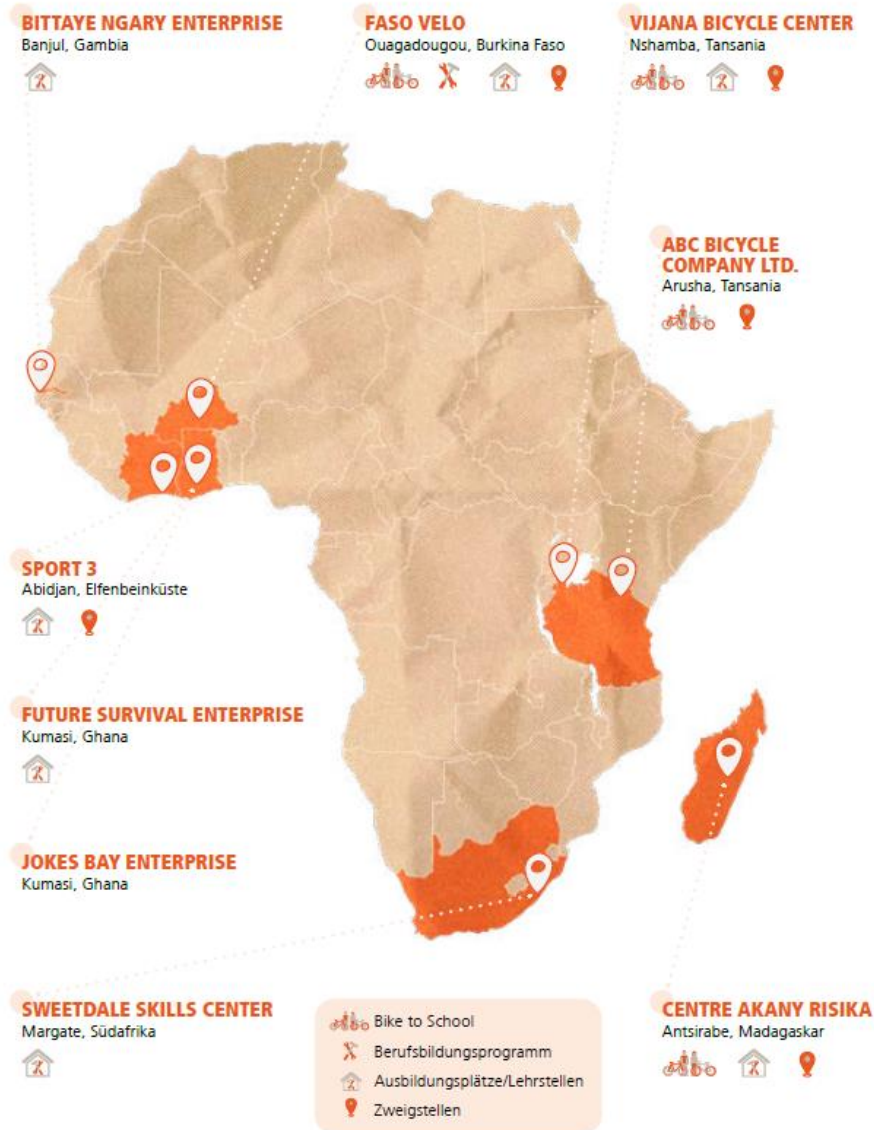 BITTAYE NGARY ENTERPRISE
Banjul, Gambia
FASO VELO
Ouagadougou, Burkina Faso
VIJANA BICYCLE CENTER
Nshamba, Tansania
ABC BICYCLE
COMPANY LTD.
Arusha, Tansania
SPORT 3
Abidjan, Elfenbeinküste
FUTURE SURVIVAL ENTERPRISE
Kumasi, Ghana
JOKES BAY ENTERPRISE
Kumasi, Ghana
SWEETDALE SKILLS CENTER
Margate, Südafrika
Bike to School
Berufsbildungsprogramm
Ausbildungsplätze/Lehrstellen
Zweigstellen
CENTRE AKANY RISIKA
Antsirabe, Madagaskar